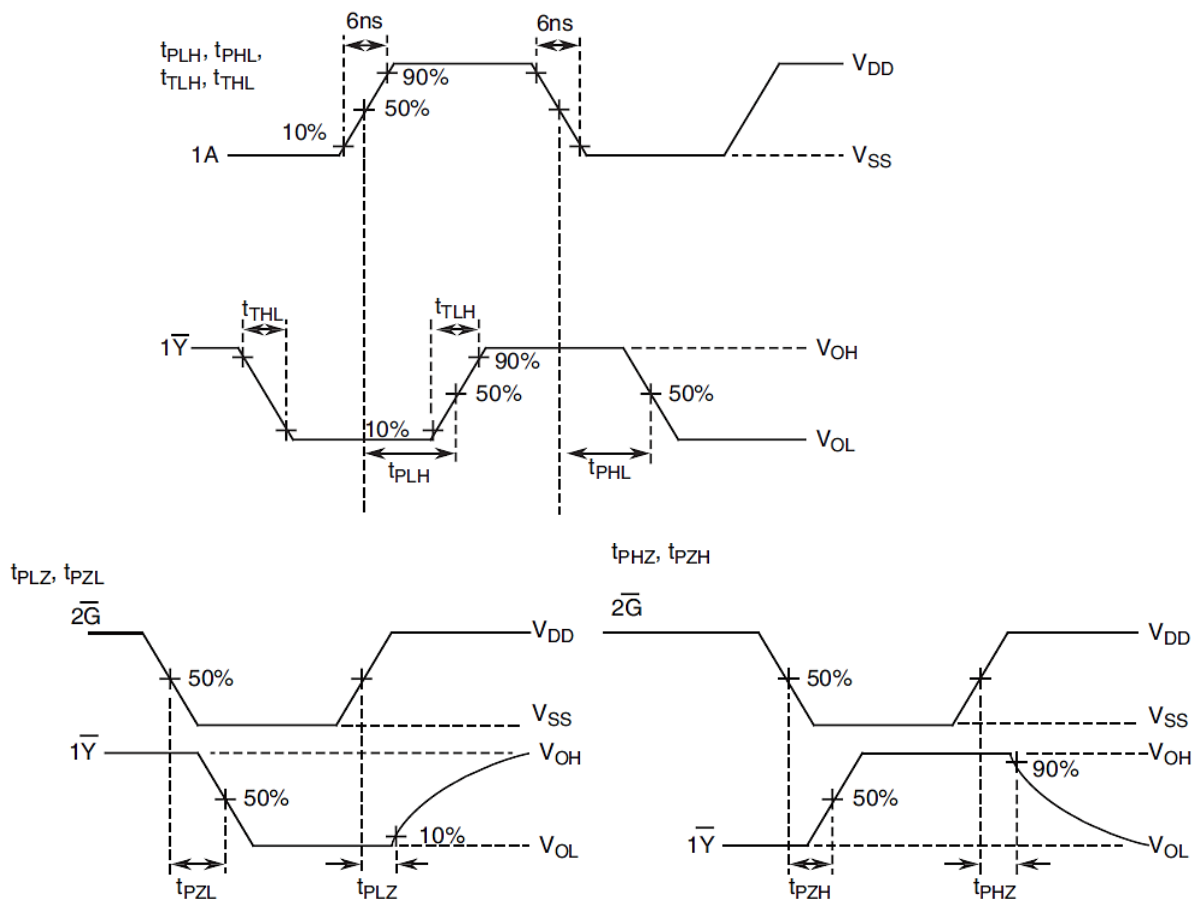 6ns 6ns
tPLH, tPHL,
tTLH, tTHL
VDD
90%
50%
10%
1A
VSS
tTHL tTLH
1Y̅ VOH
90%
50% 50%
10%
VOL
tPLH tPHL
tPLZ, tPZL
2G̅
VDD
50%
VSS
1Y̅ VOH
50%
10%
VOL
tPZL tPLZ
tPHZ, tPZH
2G̅
VDD
50%
VSS
VOH
90%
50%
1Y̅ VOL
tPZH tPHZ